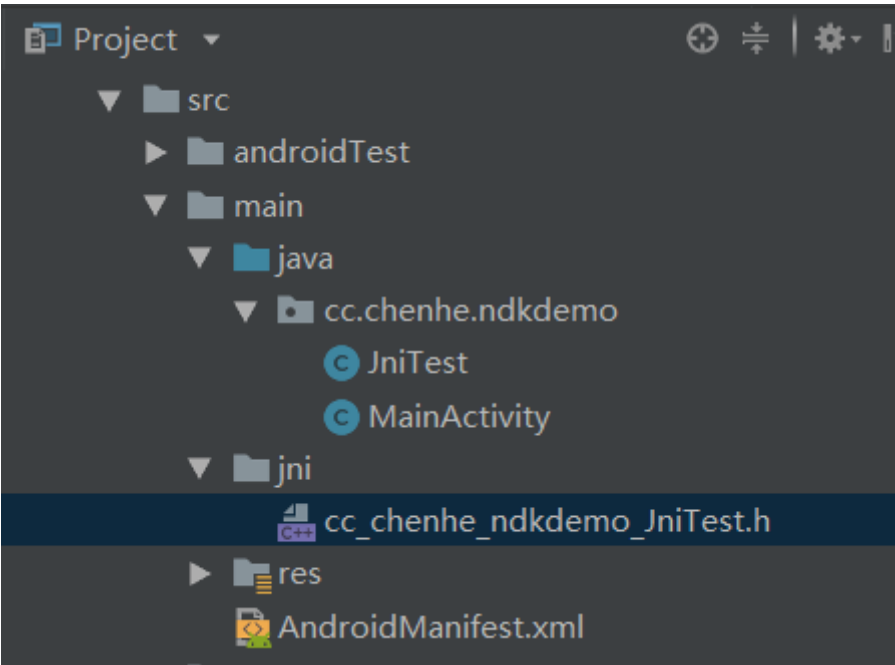 Project
src
androidTest
main
java
cc.chenhe.ndkdemo
C JniTest
C MainActivity
jni
C++ cc_chenhe_ndkdemo_JniTest.h
res
AndroidManifest.xml